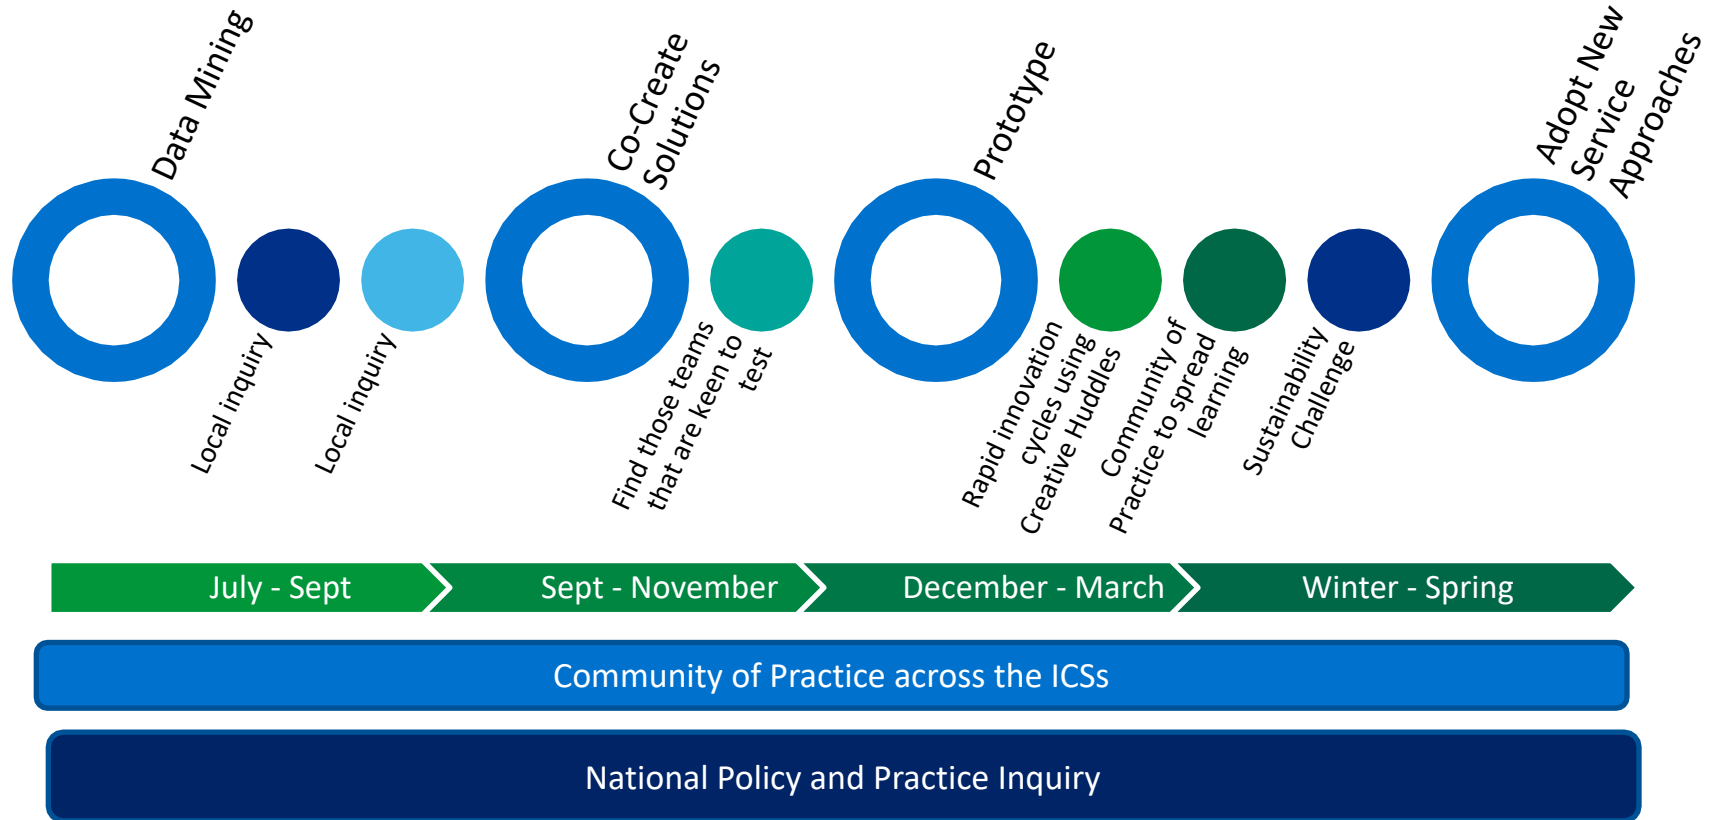 Data Mining
Co-Create
Solutions
Prototype
Adopt New
Service
Approaches
Local inquiry
Local inquiry
Find those teams
that are keen to
test
Rapid innovation
cycles using
Creative Huddles
Community of
Practice to spread
learning
Sustainability
Challenge
July - Sept
Sept - November
December - March
Winter - Spring
Community of Practice across the ICSs
National Policy and Practice Inquiry